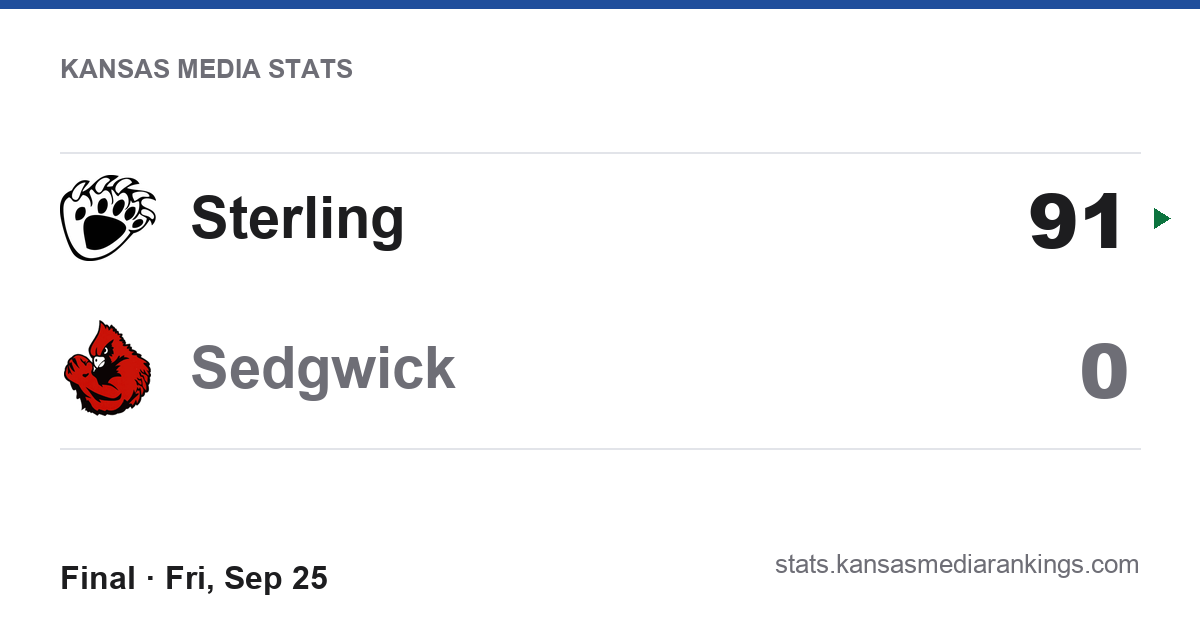 KANSAS MEDIA STATS
Sterling 91
Sedgwick 0
Final · Fri, Sep 25
stats.kansasmediarankings.com